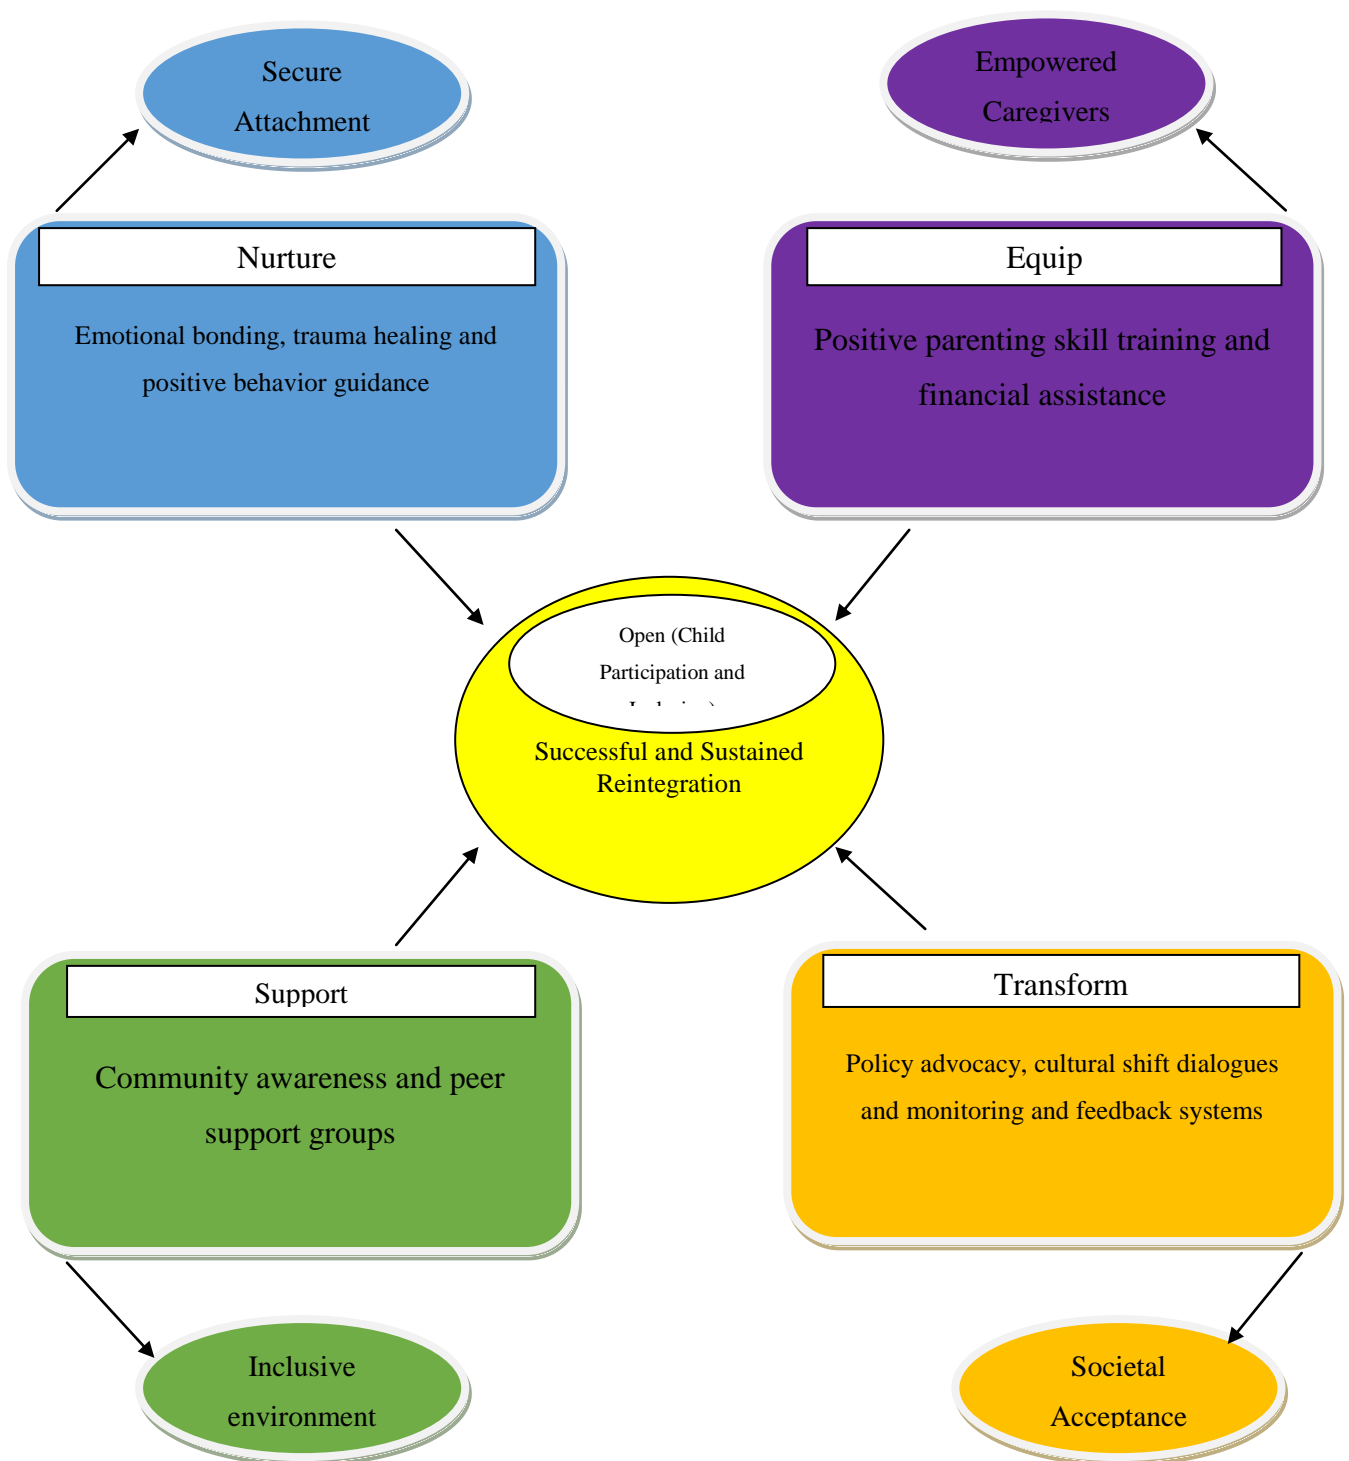 Secure
Attachment
Empowered
Caregivers
Nurture
Emotional bonding, trauma healing and
positive behavior guidance
Equip
Positive parenting skill training and
financial assistance
Open (Child
Participation and
Successful and Sustained
Reintegration
Support
Community awareness and peer
support groups
Transform
Policy advocacy, cultural shift dialogues
and monitoring and feedback systems
Inclusive
environment
Societal
Acceptance